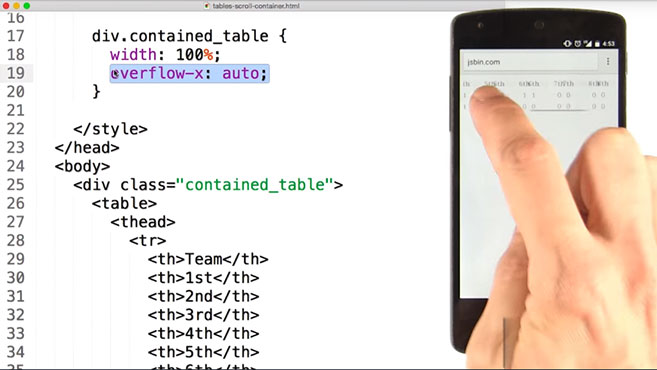 tables-scroll-container.html
16
17 div.contained_table {
18 width: 100%;
19 overflow-x: auto;
20 }
21
22 </style>
23 </head>
24 <body>
25 <div class="contained_table">
26 <table>
27 <thead>
28 <tr>
29 <th>Team</th>
30 <th>1st</th>
31 <th>2nd</th>
32 <th>3rd</th>
33 <th>4th</th>
34 <th>5th</th>
35 <th>6th</th>
4:53
jsbin.com